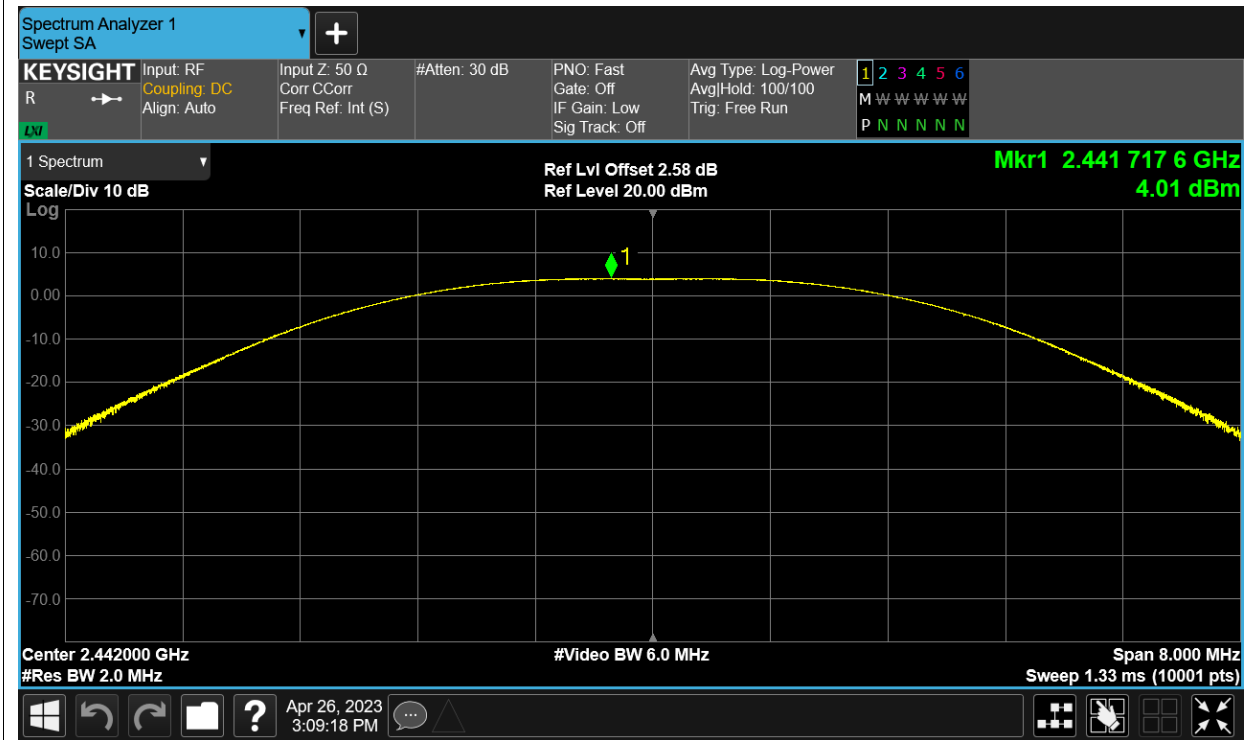 Spectrum Analyzer 1
Swept SA
+
KEYSIGHT
R
LXI
Input: RF
Coupling: DC
Align: Auto
Input Z: 50 Ω
Corr CCorr
Freq Ref: Int (S)
#Atten: 30 dB
PNO: Fast
Gate: Off
IF Gain: Low
Sig Track: Off
Avg Type: Log-Power
Avg|Hold: 100/100
Trig: Free Run
1 2 3 4 5 6
M W W W W W
P N N N N N
1 Spectrum
Scale/Div 10 dB
Log
Ref Lvl Offset 2.58 dB
Ref Level 20.00 dBm
Mkr1 2.441 717 6 GHz
4.01 dBm
1
10.0
0.00
-10.0
-20.0
-30.0
-40.0
-50.0
-60.0
-70.0
Center 2.442000 GHz
#Res BW 2.0 MHz
#Video BW 6.0 MHz
Span 8.000 MHz
Sweep 1.33 ms (10001 pts)
?
Apr 26, 2023
3:09:18 PM